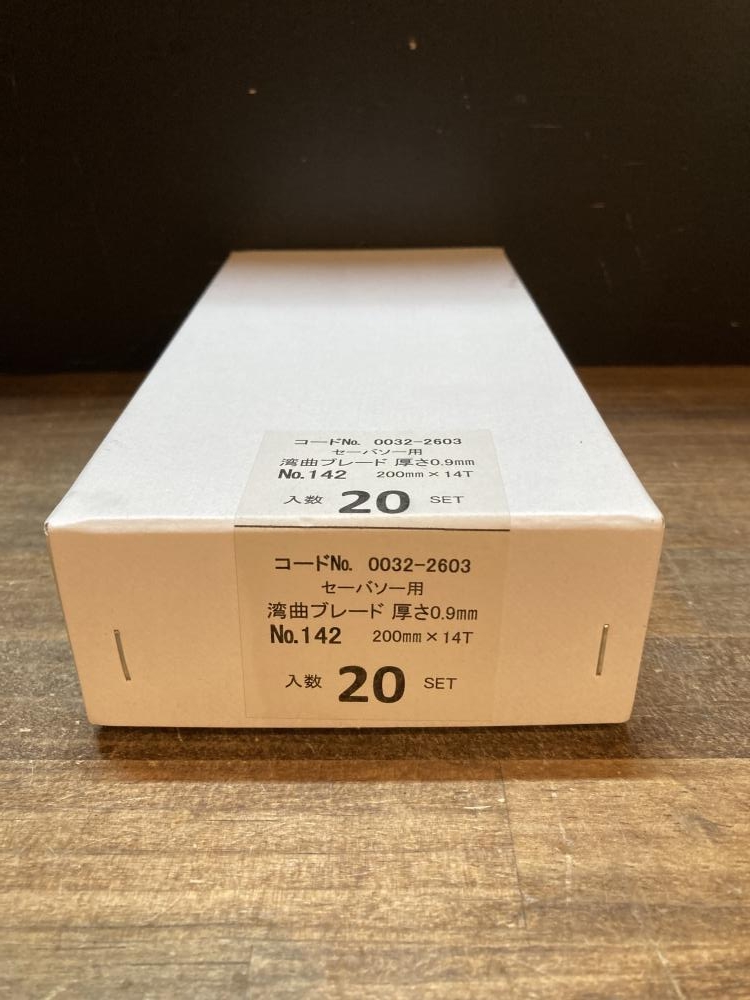 コードNo. 0032-2603
セーバソー用
湾曲ブレード 厚さ0.9mm
No.142 200mm×14T
入数 20 SET
コードNo. 0032-2603
セーバソー用
湾曲ブレード 厚さ0.9mm
No.142 200mm×14T
入数 20 SET